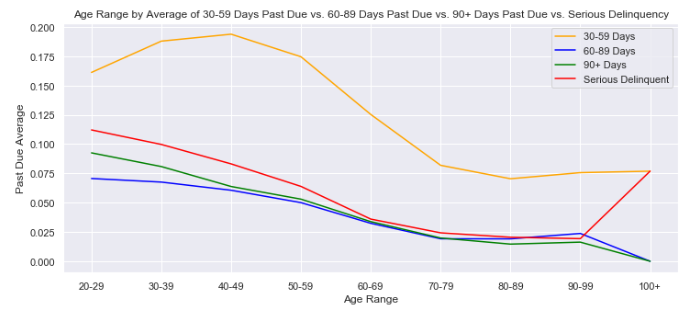 Age Range by Average of 30-59 Days Past Due vs. 60-89 Days Past Due vs. 90+ Days Past Due vs. Serious Delinquency
0.200
0.175
0.150
0.125
0.100
0.075
0.050
0.025
0.000
Past Due Average
30-59 Days
60-89 Days
90+ Days
Serious Delinquent
20-29 30-39 40-49 50-59 60-69 70-79 80-89 90-99 100+
Age Range